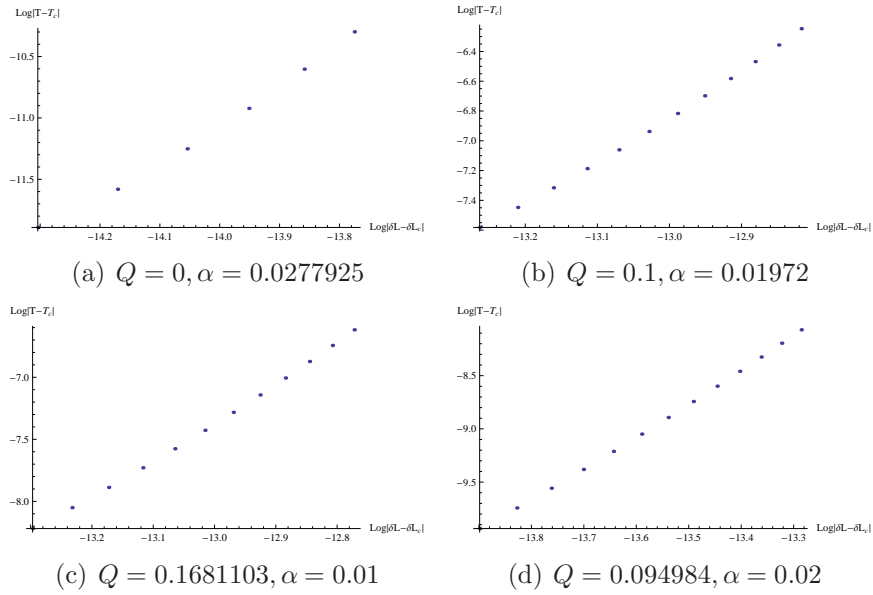 Log|T−T_c|
−10.5
−11.0
−11.5
−14.2 −14.1 −14.0 −13.9 −13.8
Log|δL−δL_c|
(a) Q = 0, α = 0.0277925
Log|T−T_c|
−6.4
−6.6
−6.8
−7.0
−7.2
−7.4
−13.2 −13.1 −13.0 −12.9
Log|δL−δL_c|
(b) Q = 0.1, α = 0.01972
Log|T−T_c|
−7.0
−7.5
−8.0
−13.2 −13.1 −13.0 −12.9 −12.8
Log|δL−δL_c|
(c) Q = 0.1681103, α = 0.01
Log|T−T_c|
−8.5
−9.0
−9.5
−13.8 −13.7 −13.6 −13.5 −13.4 −13.3
Log|δL−δL_c|
(d) Q = 0.094984, α = 0.02